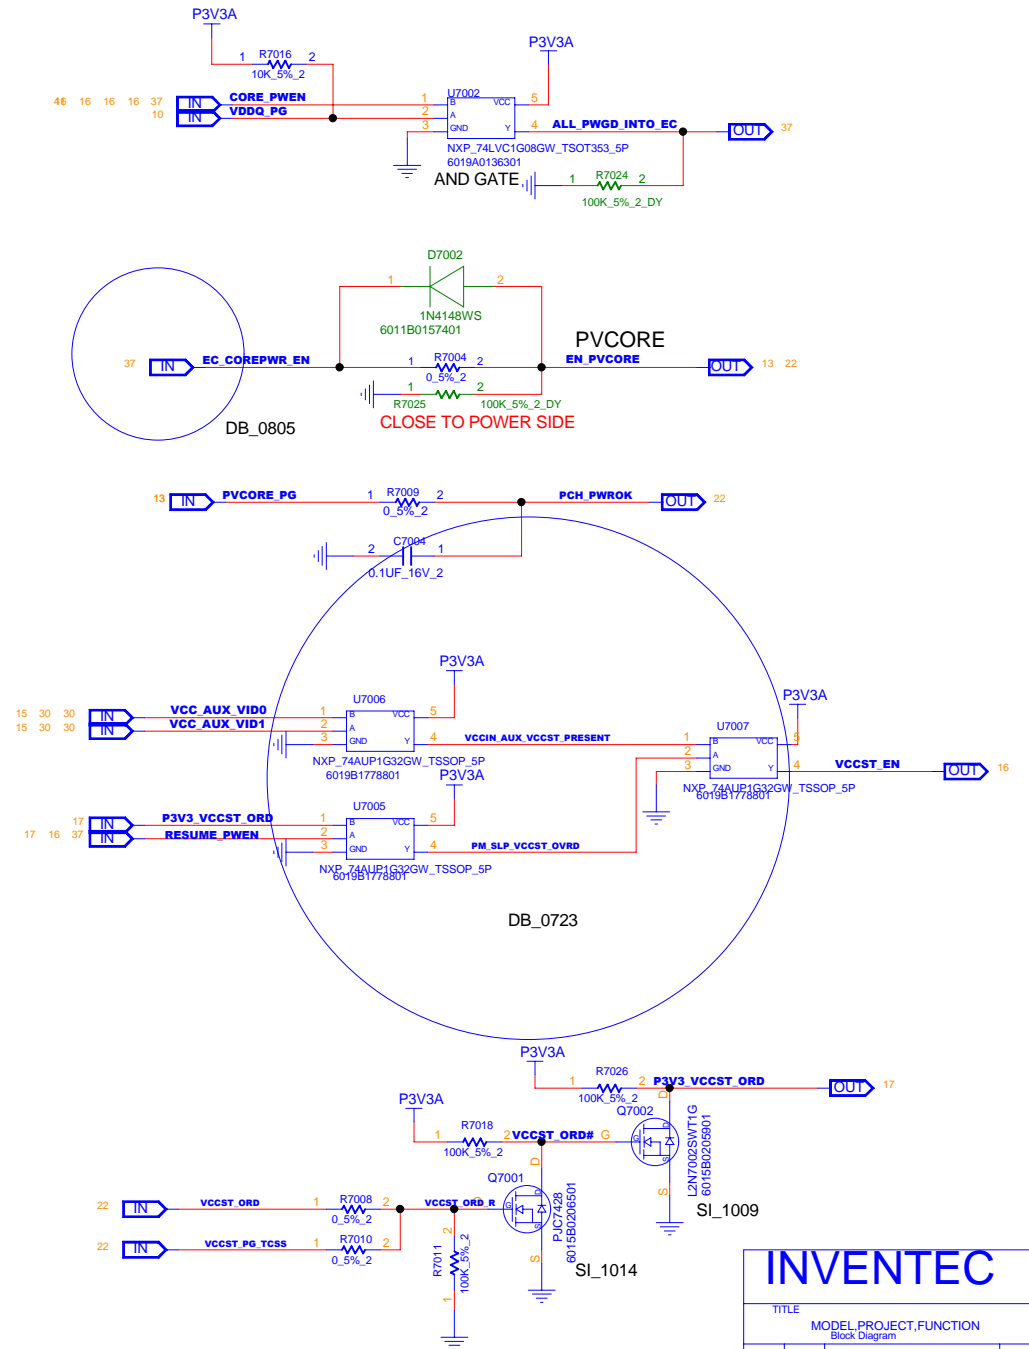 P3V3A
P3V3A
1 R7016 2
10K_5%_2
U7002
46 16 16 16 37 IN CORE_PWEN 1 B VCC 5
10 IN VDDQ_PG 2 A
3 GND Y 4 ALL_PWGD_INTO_EC OUT 37
NXP_74LVC1G08GW_TSOT353_5P
6019A0136301
AND GATE
1 R7024 2
100K_5%_2_DY
D7002
1 2
1N4148WS
6011B0157401
PVCORE
37 IN EC_COREPWR_EN 1 R7004 2 EN_PVCORE OUT 13 22
0_5%_2
1 2
R7025 100K_5%_2_DY
CLOSE TO POWER SIDE
DB_0805
13 IN PVCORE_PG 1 R7009 2 PCH_PWROK OUT 22
0_5%_2
2 C7004 1
0.1UF_16V_2
P3V3A
P3V3A
U7006
15 30 30 IN VCC_AUX_VID0 1 B VCC 5
15 30 30 IN VCC_AUX_VID1 2 A
3 GND Y 4 VCCIN_AUX_VCCST_PRESENT
NXP_74AUP1G32GW_TSSOP_5P
6019B1778801
U7007
1 B VCC 5
2 A
3 GND Y 4 VCCST_EN OUT 16
NXP_74AUP1G32GW_TSSOP_5P
6019B1778801
P3V3A
U7005
17 IN P3V3_VCCST_ORD 1 B VCC 5
17 16 37 IN RESUME_PWEN 2 A
3 GND Y 4 PM_SLP_VCCST_OVRD
NXP_74AUP1G32GW_TSSOP_5P
6019B1778801
DB_0723
P3V3A
1 R7026 2 P3V3_VCCST_ORD OUT 17
100K_5%_2
P3V3A
Q7002
D
1 R7018 2 VCCST_ORD# G
100K_5%_2
G D S
L2N7002SWT1G
6015B0205901
S
SI_1009
Q7001
D
22 IN VCCST_ORD 1 R7008 2 VCCST_ORD_R G
0_5%_2
G D S
PJC7428
6015B0206501
S
SI_1014
22 IN VCCST_PG_TCSS 1 R7010 2
0_5%_2
2
R7011
100K_5%_2
1
INVENTEC
TITLE
MODEL,PROJECT,FUNCTION
Block Diagram